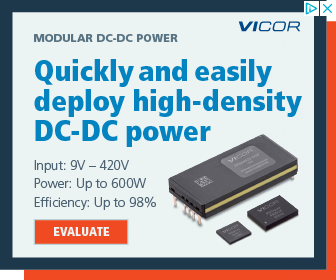 VICOR
MODULAR DC-DC POWER
Quickly and easily
deploy high-density
DC-DC power
Input: 9V – 420V
Power: Up to 600W
Efficiency: Up to 98%
EVALUATE
VICOR